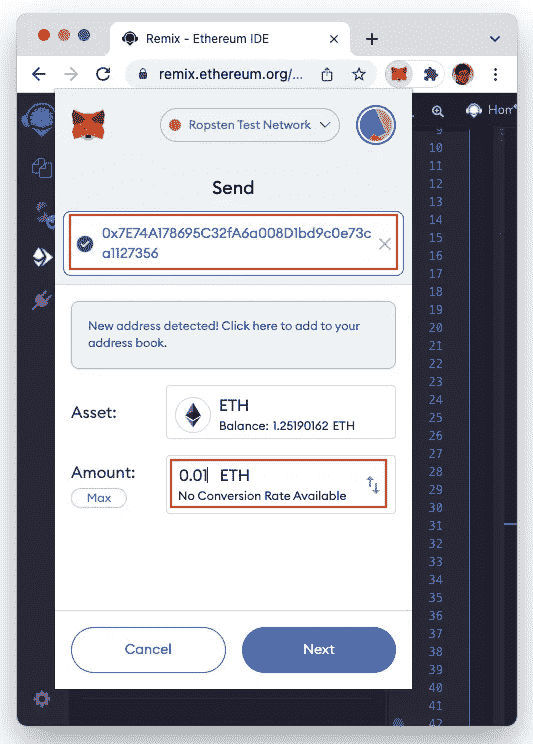 Remix - Ethereum IDE
remix.ethereum.org/...
Ropsten Test Network
Hom
Send
0x7E74A178695C32fA6a008D1bd9c0e73c
a1127356
New address detected! Click here to add to your
address book.
Asset:
ETH
Balance: 1.25190162 ETH
Amount:
0.01 ETH
Max
No Conversion Rate Available
Cancel
Next
9
10
11
12
13
14
15
16
17
18
19
20
21
22
23
24
25
26
27
28
29
30
31
32
33
34
35
36
37
38
39
40
41
42